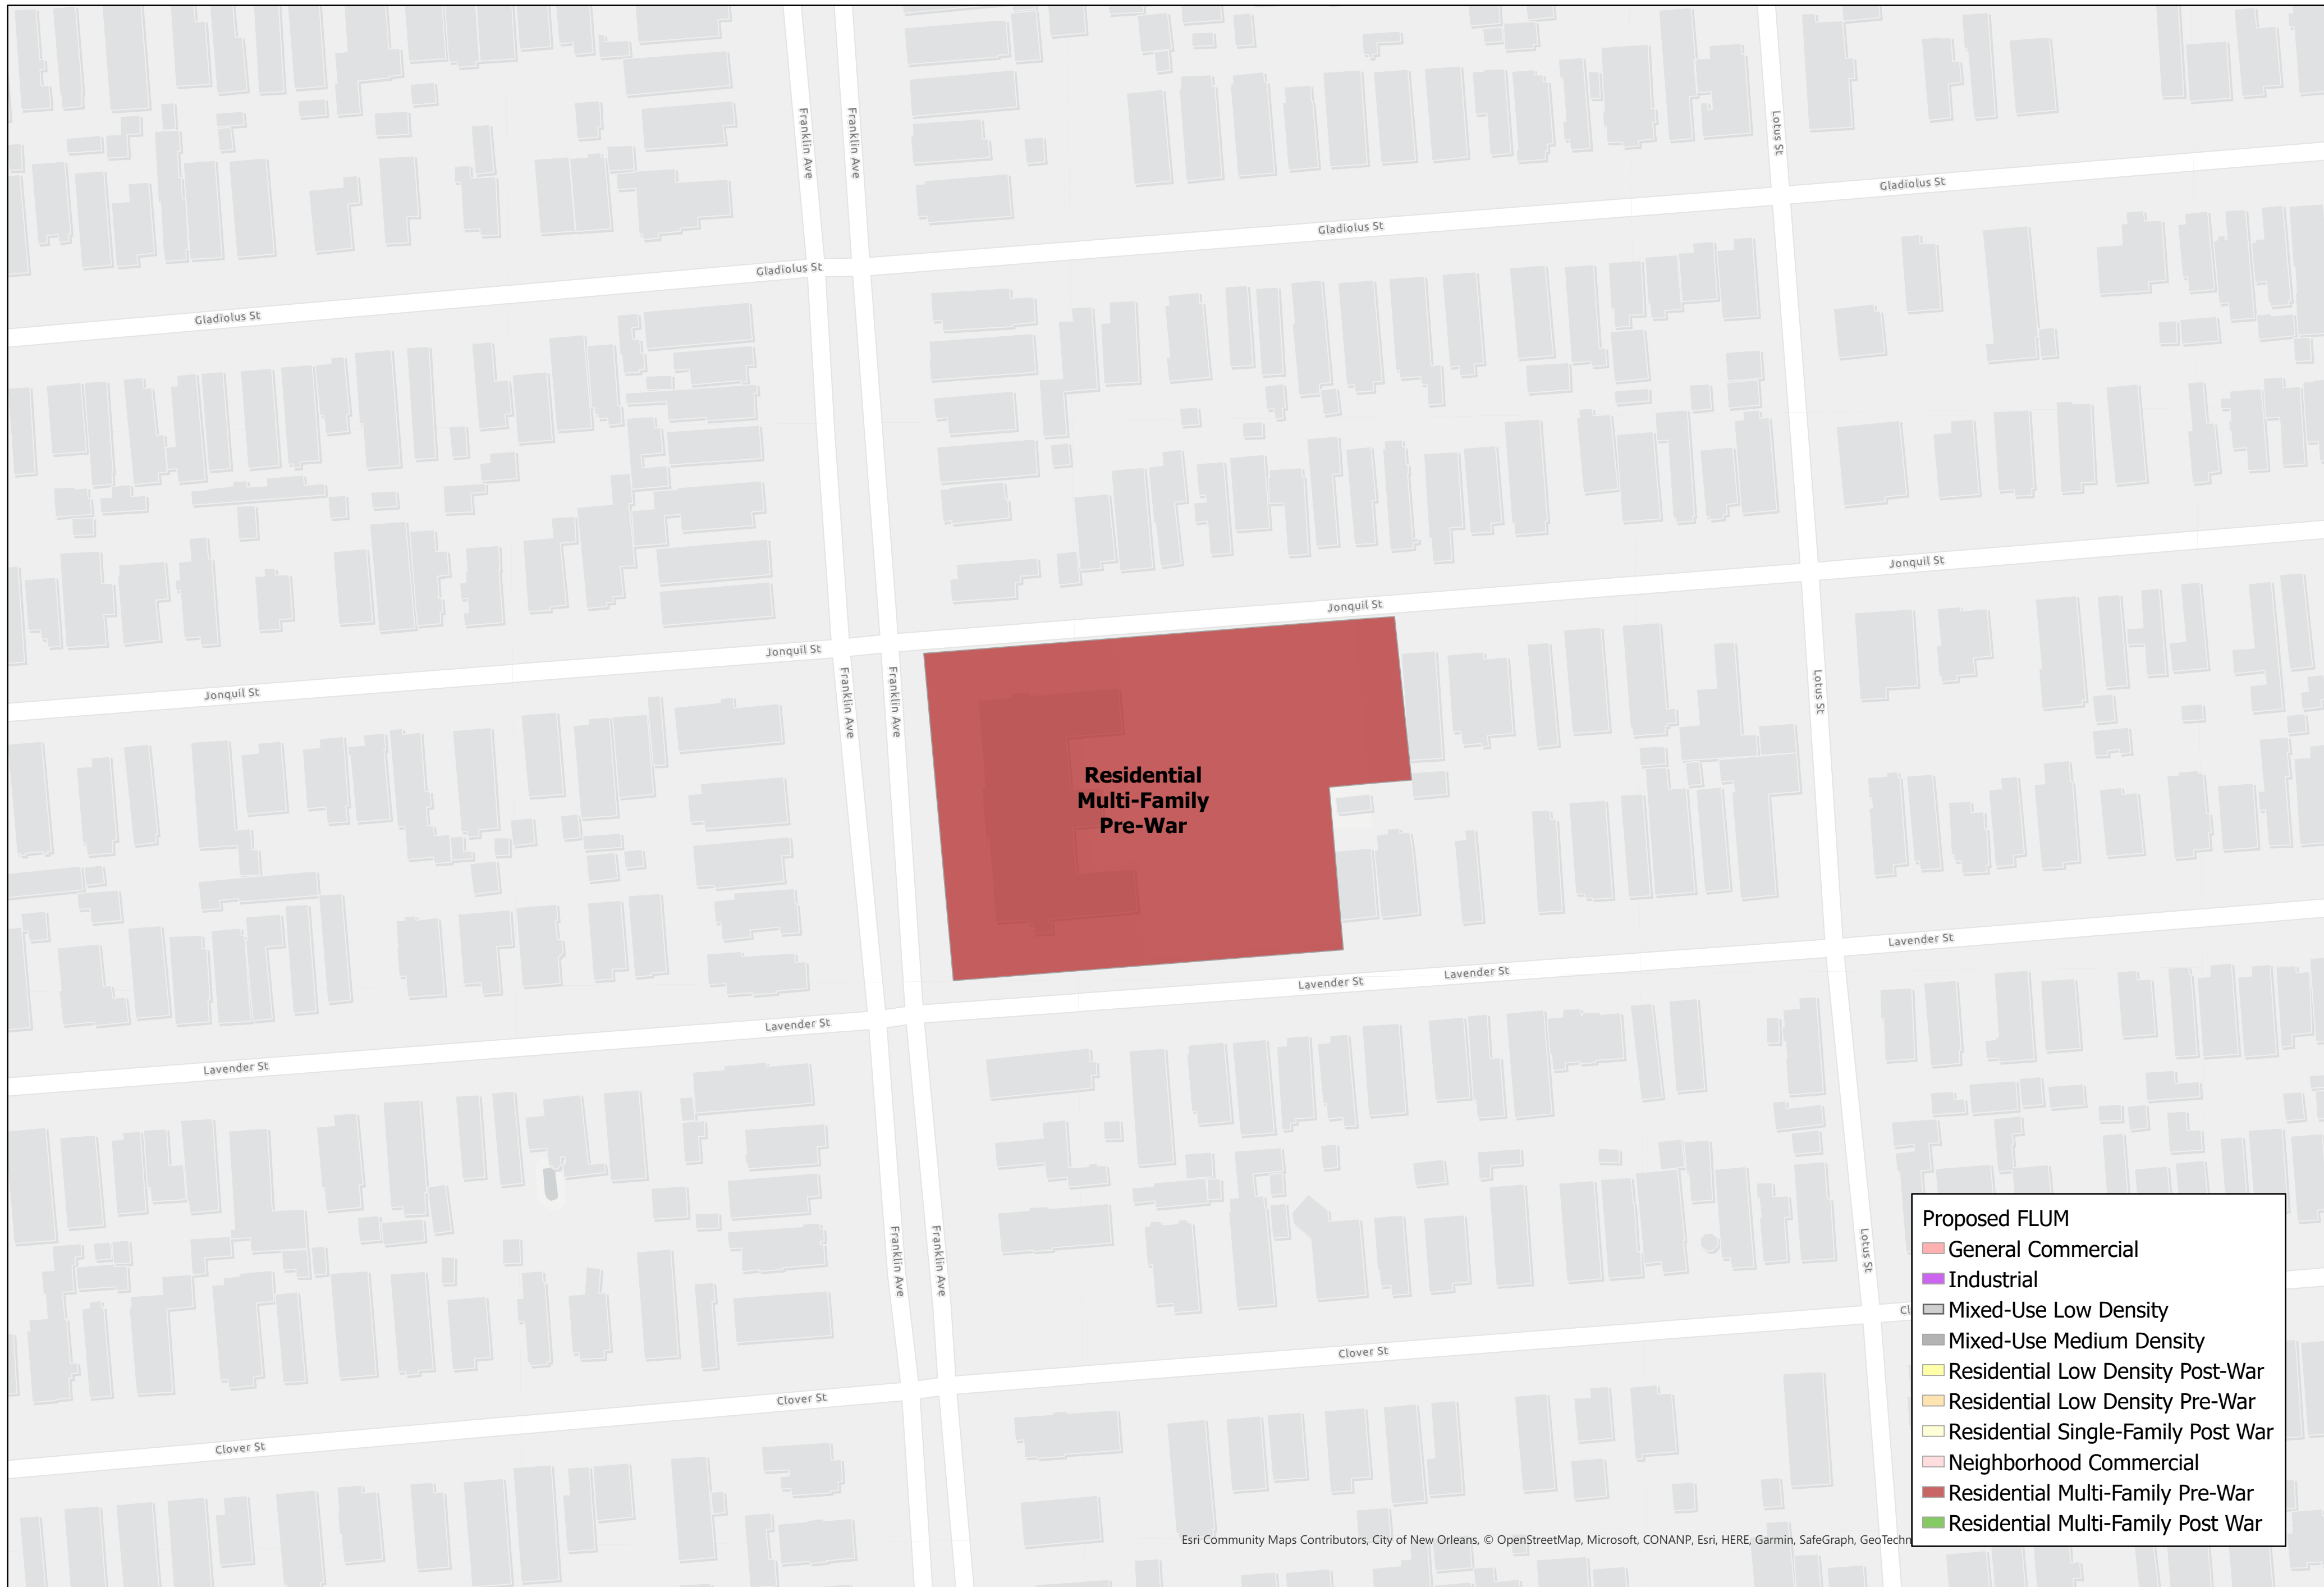 Franklin Ave
Franklin Ave
Lotus St
Gladiolus St
Gladiolus St
Gladiolus St
Gladiolus St
Jonquil St
Jonquil St
Jonquil St
Jonquil St
Franklin Ave
Franklin Ave
Lotus St
Residential
Multi-Family
Pre-War
Lavender St
Lavender St
Lavender St
Lavender St
Lavender St
Franklin Ave
Franklin Ave
Lotus St
Clover St
Clover St
Clover St
Cl
Proposed FLUM
General Commercial
Industrial
Mixed-Use Low Density
Mixed-Use Medium Density
Residential Low Density Post-War
Residential Low Density Pre-War
Residential Single-Family Post War
Neighborhood Commercial
Residential Multi-Family Pre-War
Residential Multi-Family Post War
Esri Community Maps Contributors, City of New Orleans, © OpenStreetMap, Microsoft, CONANP, Esri, HERE, Garmin, SafeGraph, GeoTechn